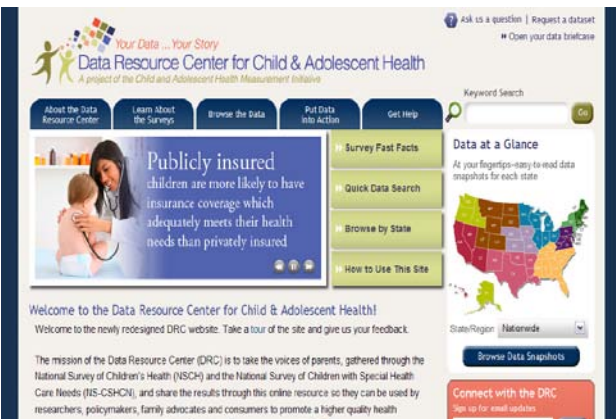 Ask us a question | Request a dataset
Open your data briefcase
Your Data ... Your Story
Data Resource Center for Child & Adolescent Health
A project of the Child and Adolescent Health Measurement Initiative
Keyword Search
Go
About the Data
Resource Center
Learn About
the Surveys
Browse the Data
Put Data
into Action
Get Help
Publicly insured
children are more likely to have
insurance coverage which
adequately meets their health
needs than privately insured
Survey Fast Facts
Quick Data Search
Browse by State
How to Use This Site
Data at a Glance
At your fingertips-easy-to-read data
snapshots for each state
State/Region Nationwide
Browse Data Snapshots
Welcome to the Data Resource Center for Child & Adolescent Health!
Welcome to the newly redesigned DRC website. Take a tour of the site and give us your feedback.
The mission of the Data Resource Center (DRC) is to take the voices of parents, gathered through the
National Survey of Children's Health (NSCH) and the National Survey of Children with Special Health
Care Needs (NS-CSHCN), and share the results through this online resource so they can be used by
researchers, policymakers, family advocates and consumers to promote a higher quality health
Connect with the DRC
Sign up for email updates